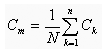 C_m = \frac{1}{N} \sum_{k=1}^{n} C_k